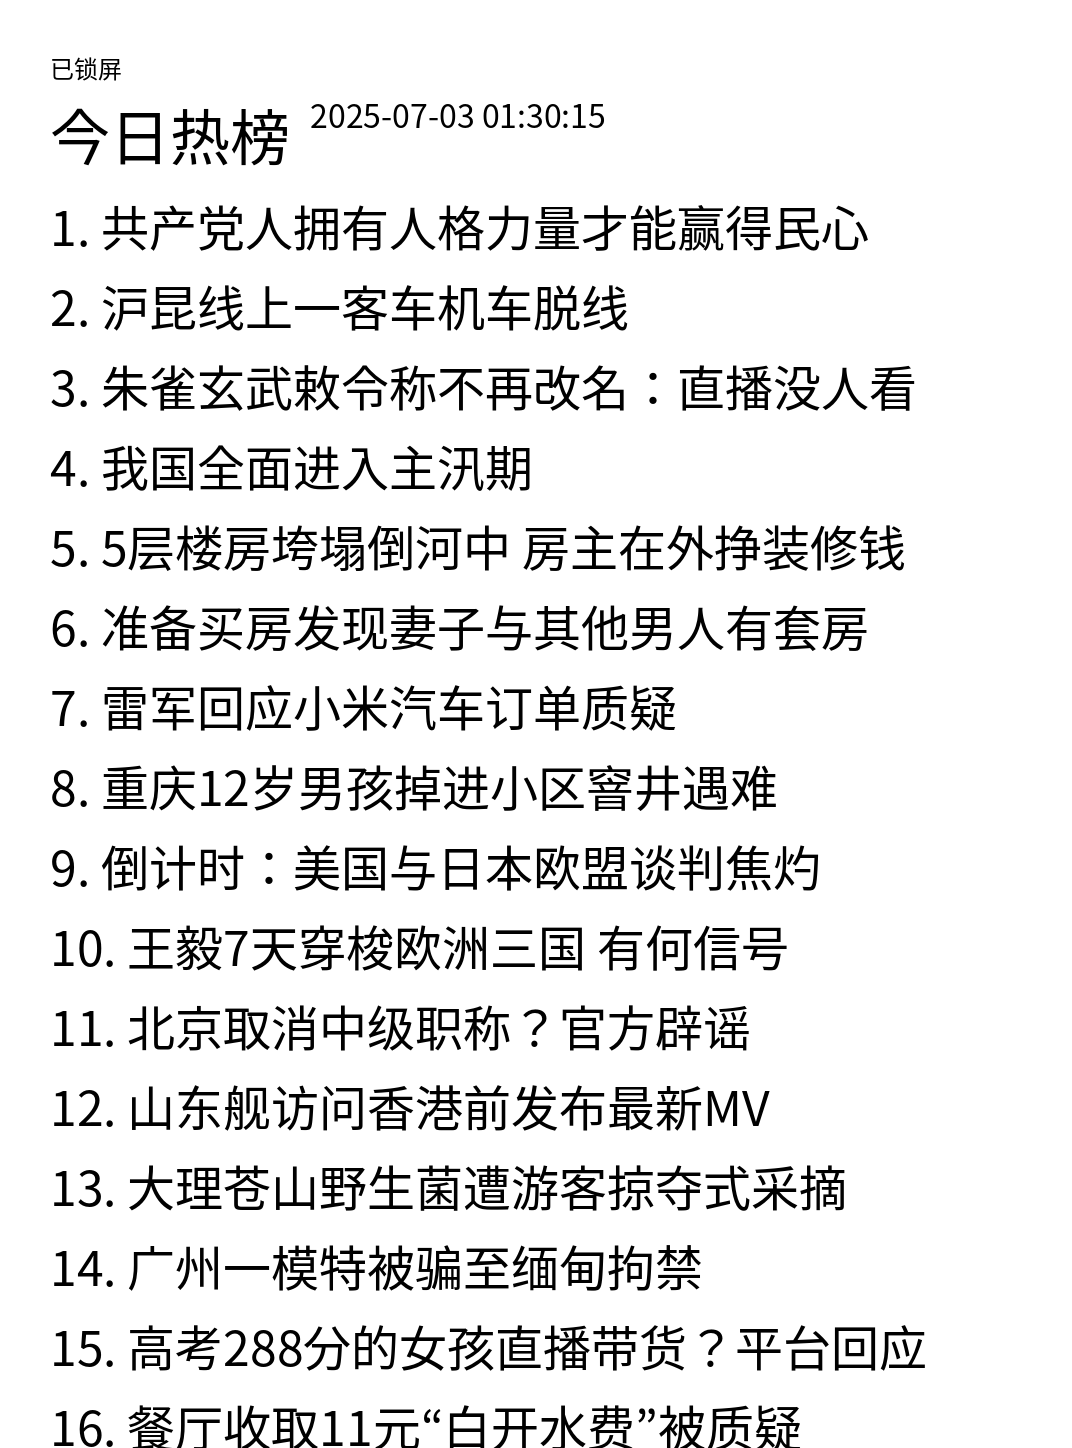 已锁屏
今日热榜 2025-07-03 01:30:15
1. 共产党人拥有人格力量才能赢得民心
2. 沪昆线上一客车机车脱线
3. 朱雀玄武敕令称不再改名：直播没人看
4. 我国全面进入主汛期
5. 5层楼房垮塌倒河中 房主在外挣装修钱
6. 准备买房发现妻子与其他男人有套房
7. 雷军回应小米汽车订单质疑
8. 重庆12岁男孩掉进小区窨井遇难
9. 倒计时：美国与日本欧盟谈判焦灼
10. 王毅7天穿梭欧洲三国 有何信号
11. 北京取消中级职称？官方辟谣
12. 山东舰访问香港前发布最新MV
13. 大理苍山野生菌遭游客掠夺式采摘
14. 广州一模特被骗至缅甸拘禁
15. 高考288分的女孩直播带货？平台回应
16. 餐厅收取11元“白开水费”被质疑